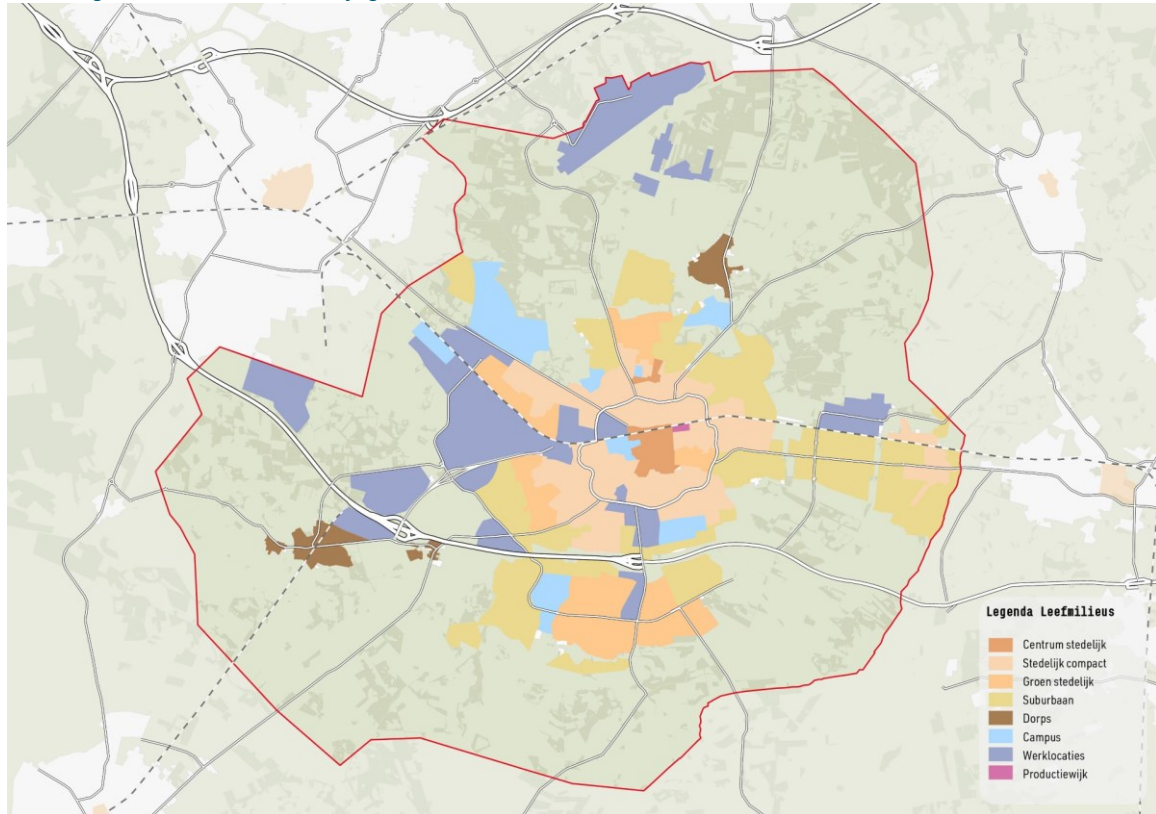 Legenda Leefmilieus
Centrum stedelijk
Stedelijk compact
Groen stedelijk
Suburbaan
Dorps
Campus
Werklocaties
Productiewijk